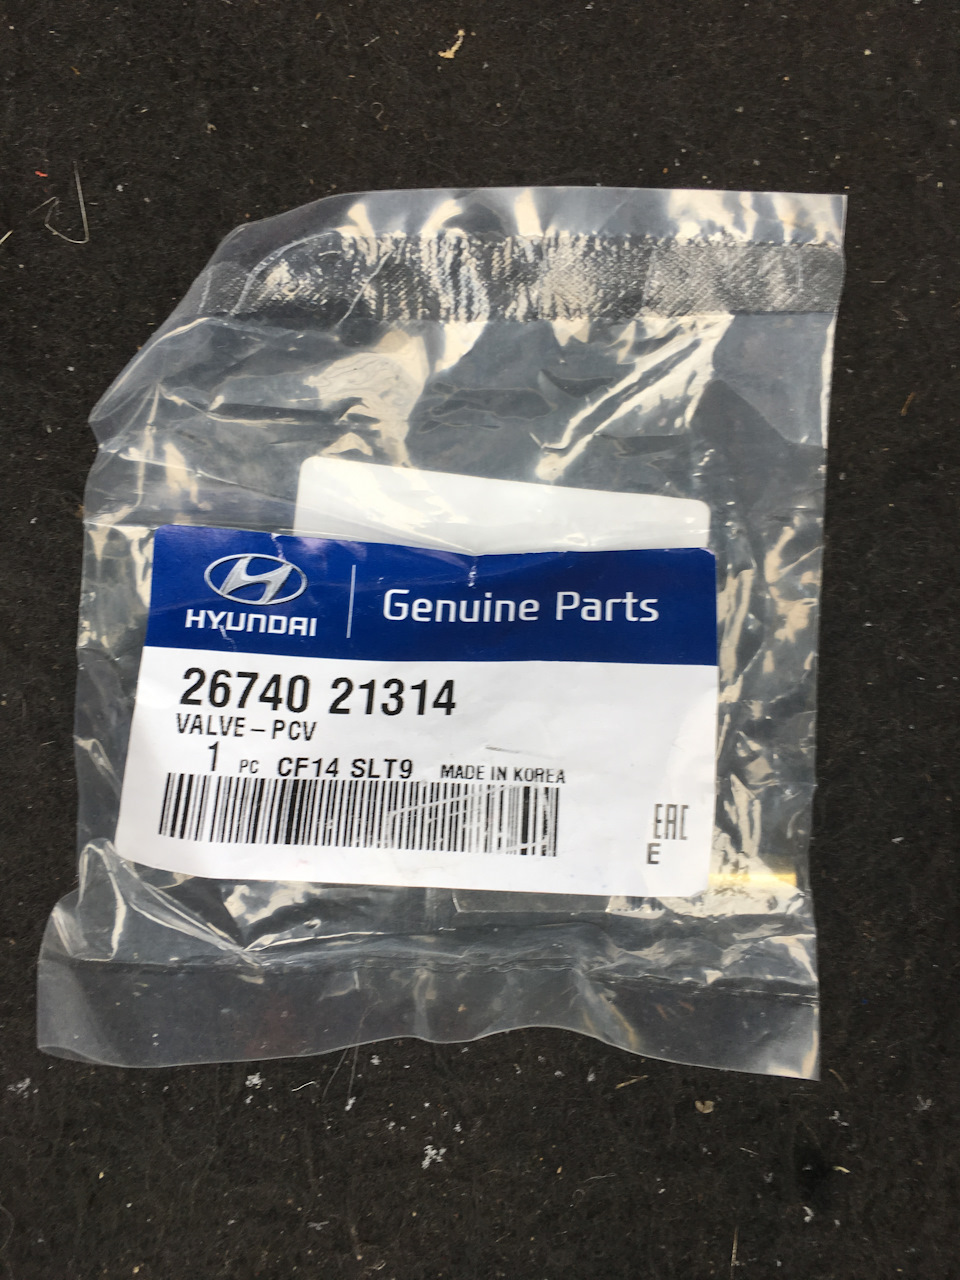 HYUNDAI
Genuine Parts
26740 21314
VALVE-PCV
1 PC CF14 SLT9 MADE IN KOREA
EAC
E